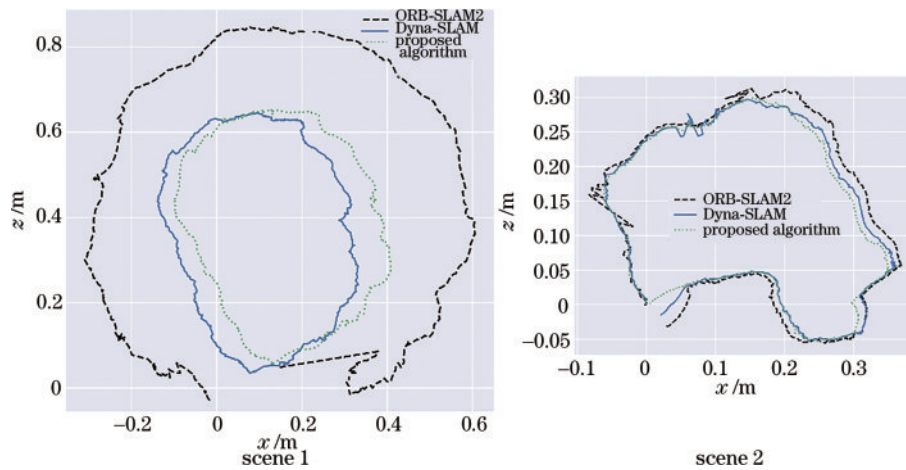 ORB-SLAM2
Dyna-SLAM
proposed
algorithm
0.8
0.6
0.4
0.2
0
z /m
−0.2
0
0.2
0.4
0.6
x /m
scene 1
0.30
0.25
0.20
0.15
0.10
0.05
0
−0.05
z /m
ORB-SLAM2
Dyna-SLAM
proposed algorithm
−0.1
0
0.1
0.2
0.3
x /m
scene 2